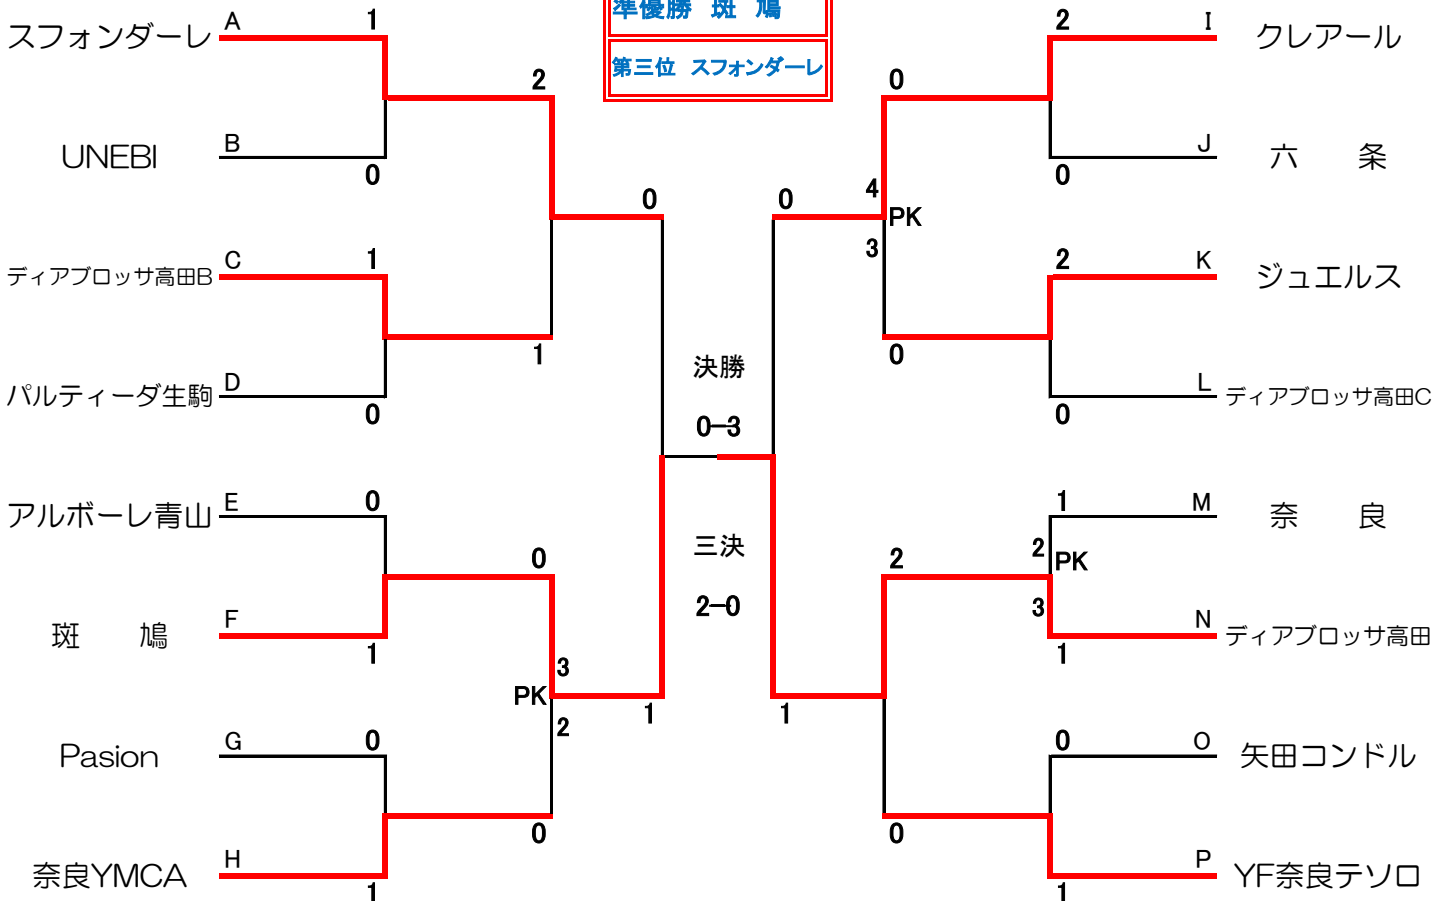 準優勝 斑 鳩
第三位 スフォンダーレ
スフォンダーレ A 1
2 I クレアール
2
0
UNEBI B 0
0 J 六 条
0
0
4
PK
3
ディアブロッサ高田B C 1
2 K ジュエルス
1
0
決勝
パルティーダ生駒 D 0
0 L ディアブロッサ高田C
0-3
アルボーレ青山 E 0
1 M 奈 良
2
PK
3
三決
0
2
2-0
斑 鳩 F 1
1 N ディアブロッサ高田
3
PK
2
1
1
Pasion G 0
0 O 矢田コンドル
0
0
奈良YMCA H 1
1 P YF奈良テソロ